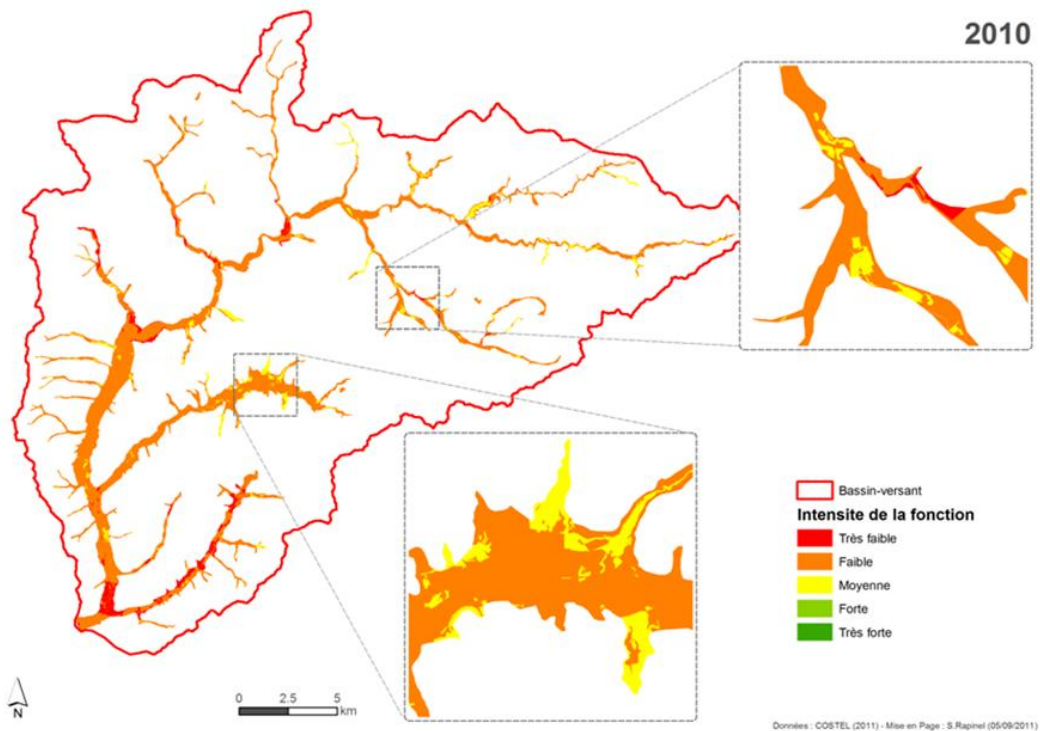 2010
Bassin-versant
Intensite de la fonction
Très faible
Faible
Moyenne
Forte
Très forte
N
0 2.5 5
km
Données : COSTEL (2011) - Mise en Page : S.Rapinel (05/09/2011)